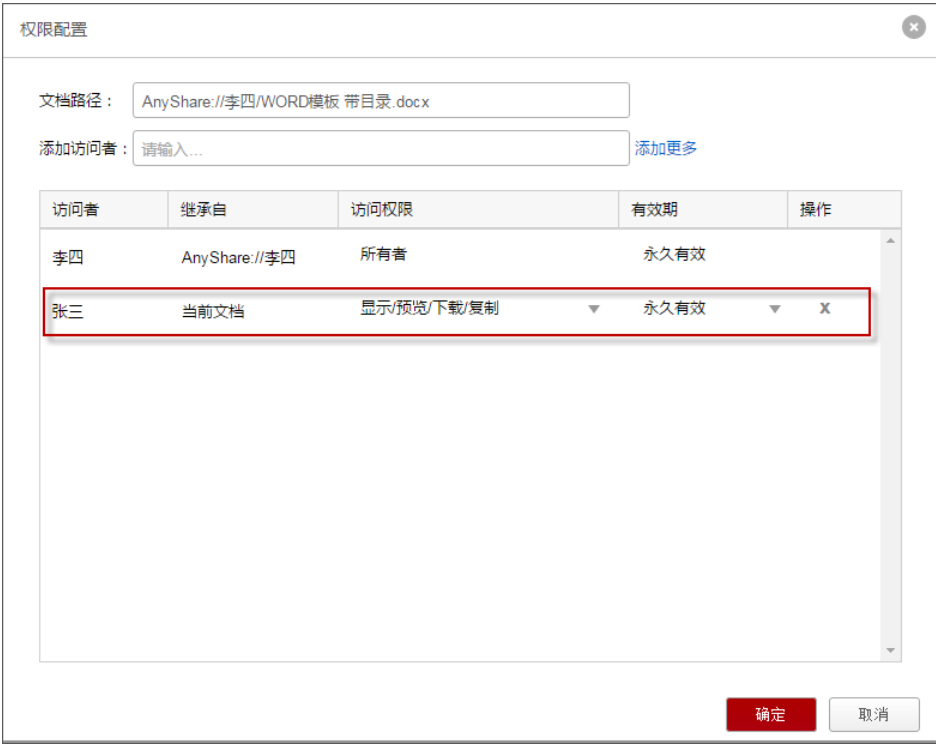 权限配置
文档路径： AnyShare://李四/WORD模板 带目录.docx
添加访问者： 请输入... 添加更多
访问者 继承自 访问权限 有效期 操作
李四 AnyShare://李四 所有者 永久有效
张三 当前文档 显示/预览/下载/复制 永久有效 X
确定 取消